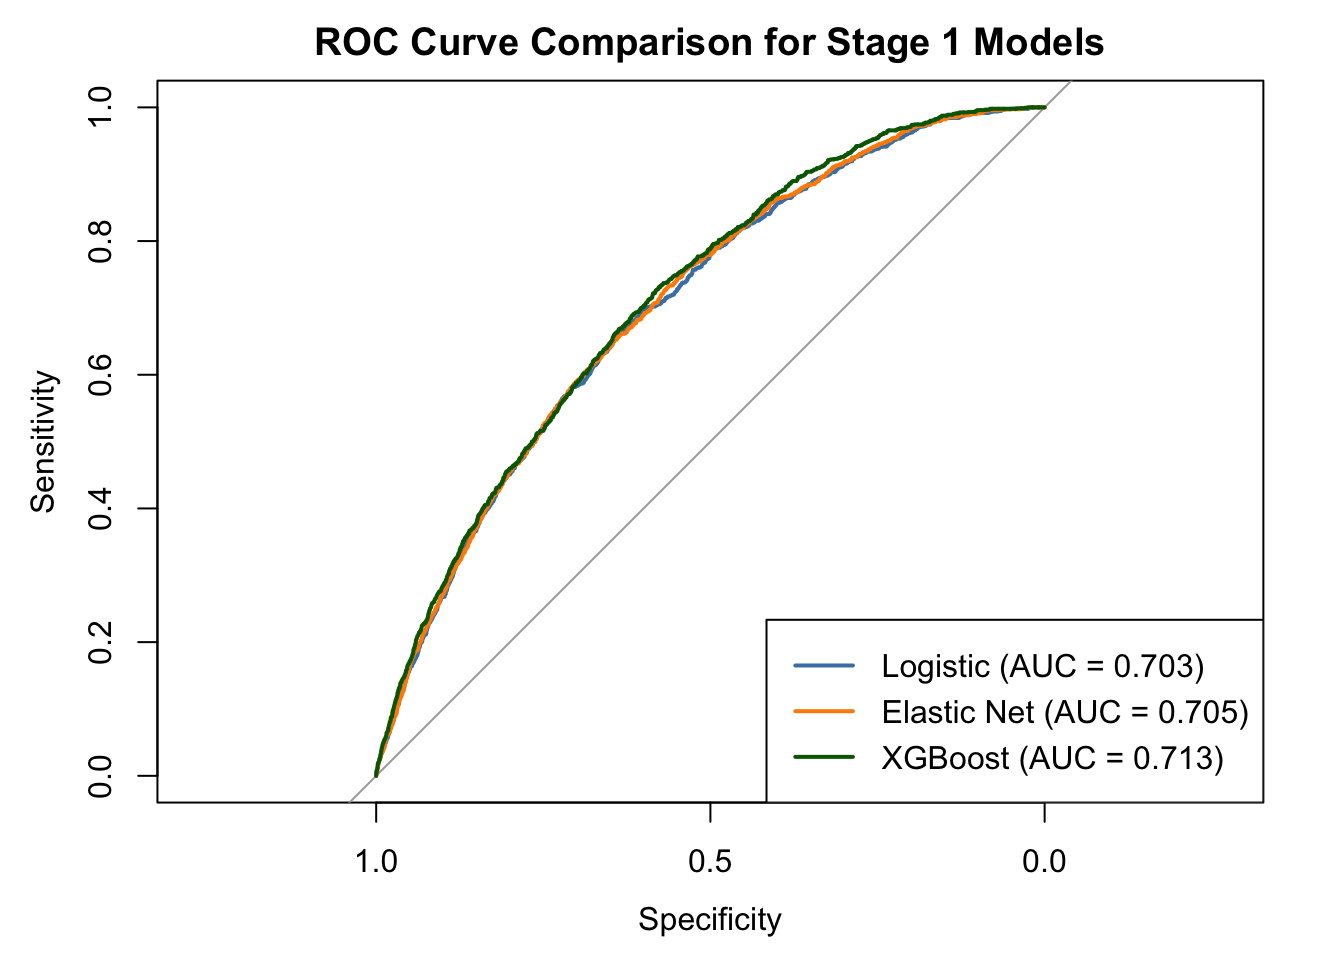 ROC Curve Comparison for Stage 1 Models
Sensitivity
1.0
0.8
0.6
0.4
0.2
0.0
Logistic (AUC = 0.703)
Elastic Net (AUC = 0.705)
XGBoost (AUC = 0.713)
1.0 0.5 0.0
Specificity